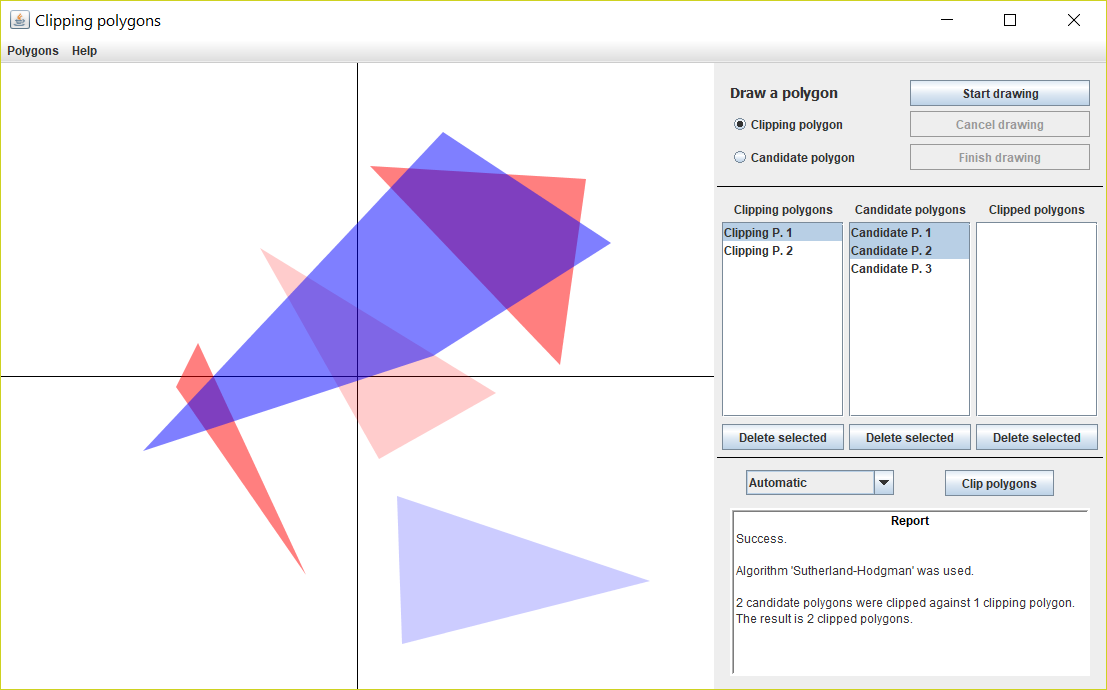 Clipping polygons
Polygons Help
Draw a polygon
Start drawing
Clipping polygon
Cancel drawing
Candidate polygon
Finish drawing
Clipping polygons Candidate polygons Clipped polygons
Clipping P. 1 Candidate P. 1
Clipping P. 2 Candidate P. 2
Candidate P. 3
Delete selected Delete selected Delete selected
Automatic Clip polygons
Report
Success.
Algorithm 'Sutherland-Hodgman' was used.
2 candidate polygons were clipped against 1 clipping polygon.
The result is 2 clipped polygons.